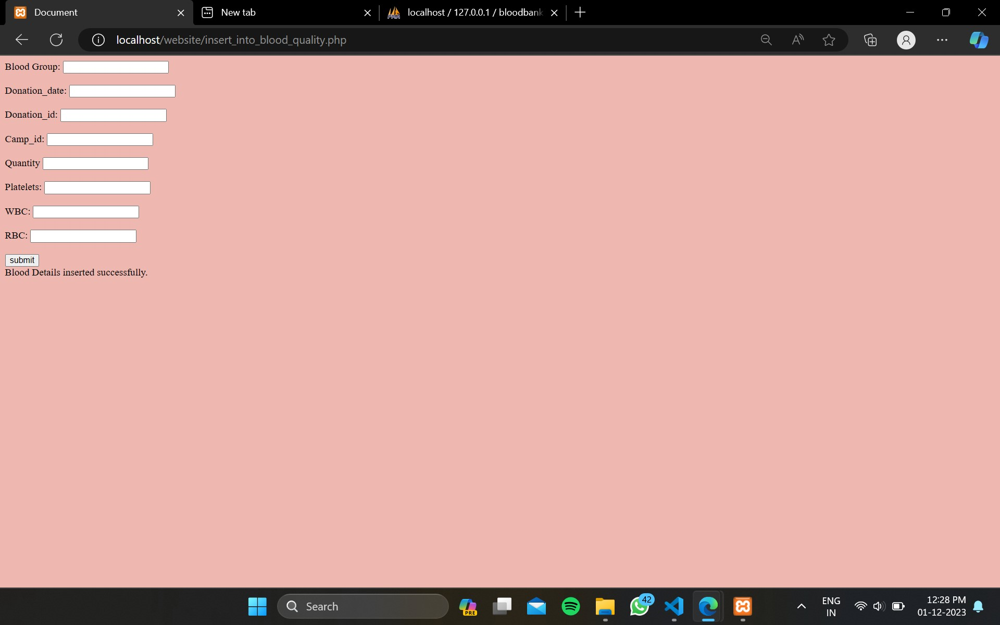 Document
New tab
localhost / 127.0.0.1 / bloodbank
localhost/website/insert_into_blood_quality.php
Blood Group:
Donation_date:
Donation_id:
Camp_id:
Quantity
Platelets:
WBC:
RBC:
submit
Blood Details inserted successfully.
Search
PRE
42
ENG
IN
12:28 PM
01-12-2023